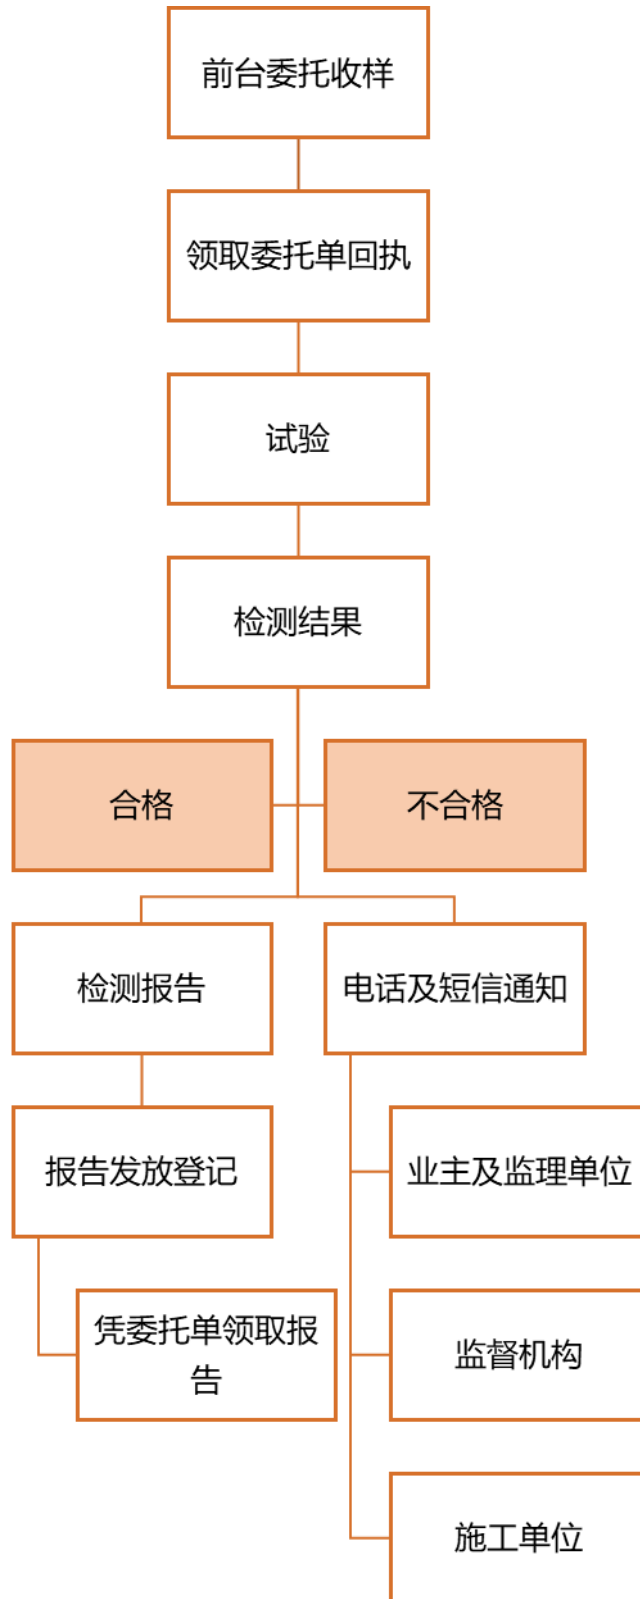 前台委托收样
领取委托单回执
试验
检测结果
合格
不合格
检测报告
电话及短信通知
报告发放登记
业主及监理单位
凭委托单领取报
告
监督机构
施工单位